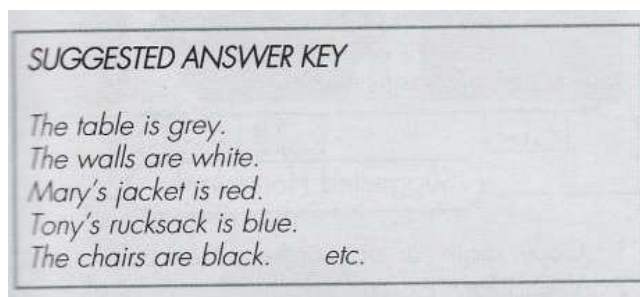 SUGGESTED ANSWER KEY
The table is grey.
The walls are white.
Mary's jacket is red.
Tony's rucksack is blue.
The chairs are black. etc.